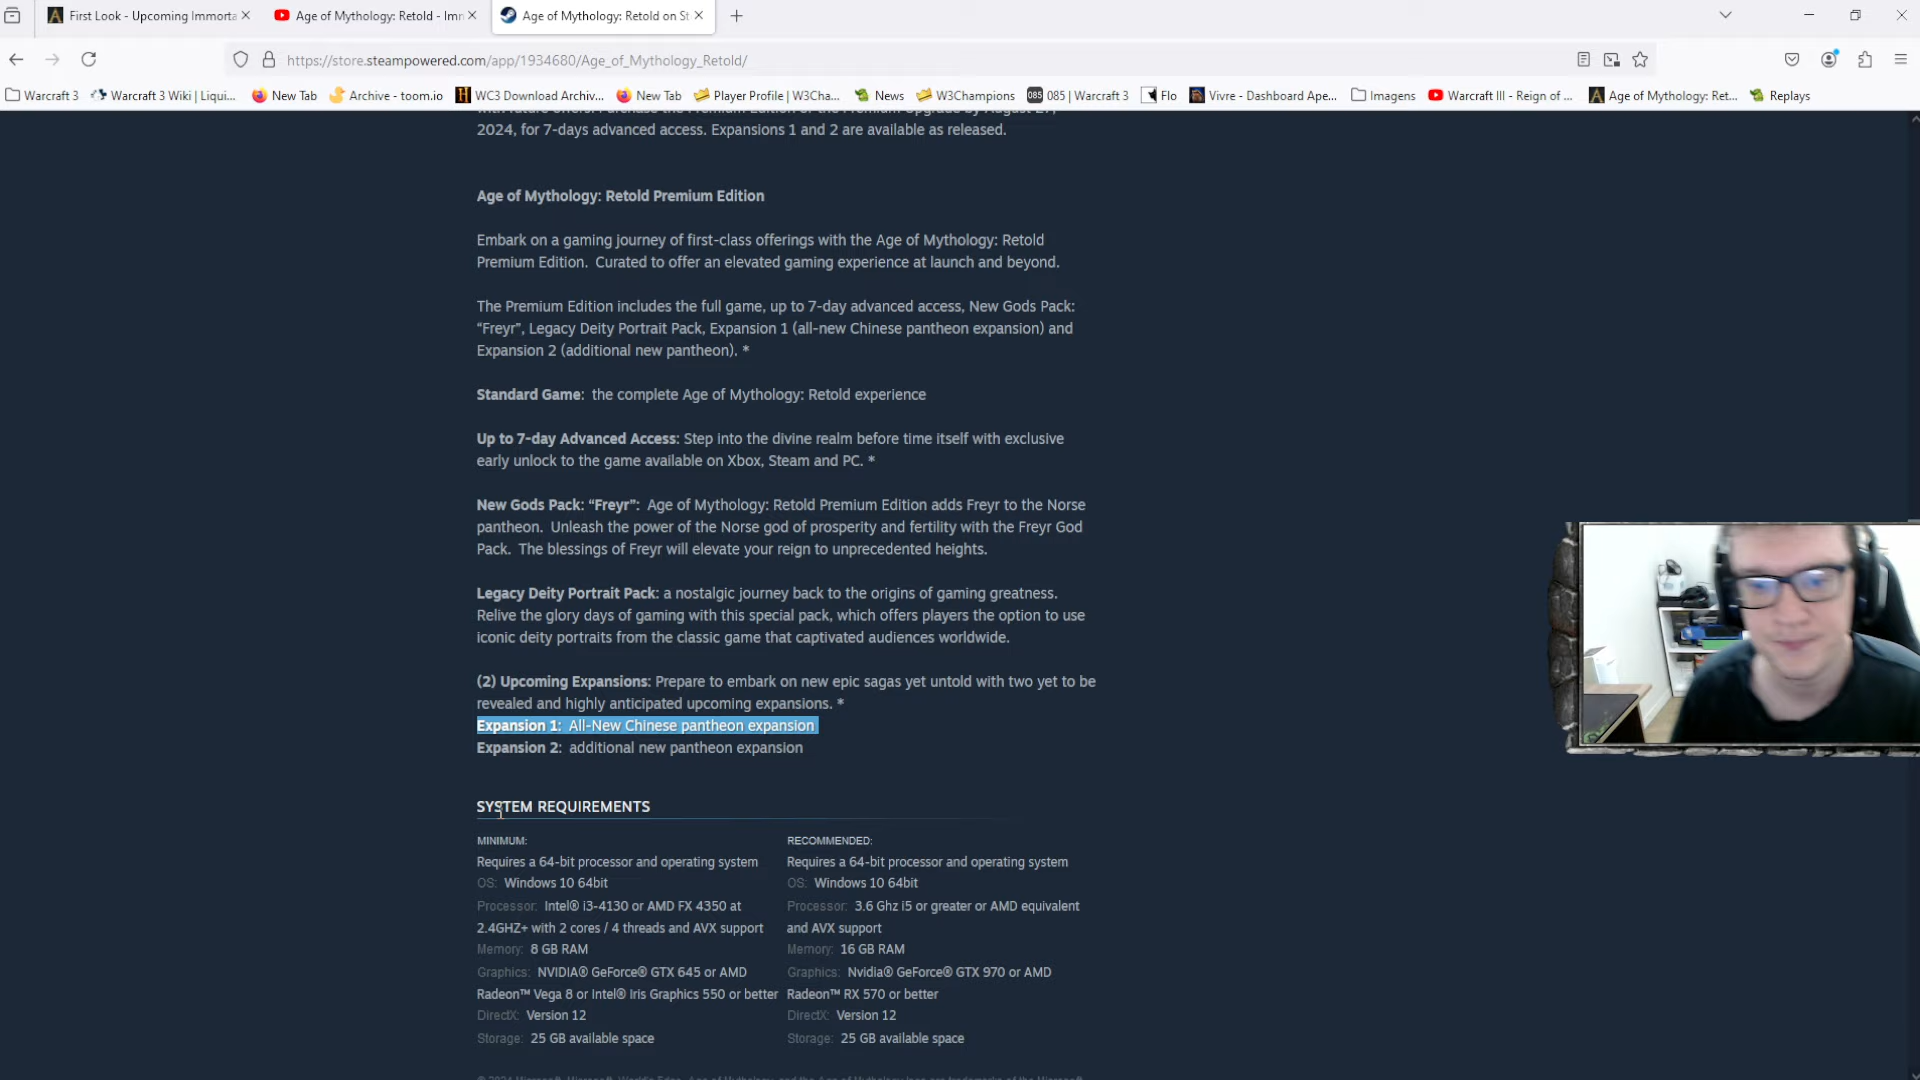 First Look - Upcoming Immorta
Age of Mythology: Retold - Imn
Age of Mythology: Retold on St
https://store.steampowered.com/app/1934680/Age_of_Mythology_Retold/
Warcraft 3
Warcraft 3 Wiki | Liqui...
New Tab
Archive - toom.io
WC3 Download Archiv...
New Tab
Player Profile | W3Cha...
News
W3Champions
085 | Warcraft 3
Flo
Vivre - Dashboard Ape...
Imagens
Warcraft III - Reign of ...
Age of Mythology: Ret...
Replays
2024, for 7-days advanced access. Expansions 1 and 2 are available as released.
Age of Mythology: Retold Premium Edition
Embark on a gaming journey of first-class offerings with the Age of Mythology: Retold
Premium Edition. Curated to offer an elevated gaming experience at launch and beyond.
The Premium Edition includes the full game, up to 7-day advanced access, New Gods Pack:
“Freyr”, Legacy Deity Portrait Pack, Expansion 1 (all-new Chinese pantheon expansion) and
Expansion 2 (additional new pantheon). *
Standard Game: the complete Age of Mythology: Retold experience
Up to 7-day Advanced Access: Step into the divine realm before time itself with exclusive
early unlock to the game available on Xbox, Steam and PC. *
New Gods Pack: “Freyr”: Age of Mythology: Retold Premium Edition adds Freyr to the Norse
pantheon. Unleash the power of the Norse god of prosperity and fertility with the Freyr God
Pack. The blessings of Freyr will elevate your reign to unprecedented heights.
Legacy Deity Portrait Pack: a nostalgic journey back to the origins of gaming greatness.
Relive the glory days of gaming with this special pack, which offers players the option to use
iconic deity portraits from the classic game that captivated audiences worldwide.
(2) Upcoming Expansions: Prepare to embark on new epic sagas yet untold with two yet to be
revealed and highly anticipated upcoming expansions. *
Expansion 1: All-New Chinese pantheon expansion
Expansion 2: additional new pantheon expansion
SYSTEM REQUIREMENTS
MINIMUM:
Requires a 64-bit processor and operating system
OS: Windows 10 64bit
Processor: Intel® i3-4130 or AMD FX 4350 at
2.4GHZ+ with 2 cores / 4 threads and AVX support
Memory: 8 GB RAM
Graphics: NVIDIA® GeForce® GTX 645 or AMD
Radeon™ Vega 8 or Intel® Iris Graphics 550 or better
DirectX: Version 12
Storage: 25 GB available space
RECOMMENDED:
Requires a 64-bit processor and operating system
OS: Windows 10 64bit
Processor: 3.6 Ghz i5 or greater or AMD equivalent
and AVX support
Memory: 16 GB RAM
Graphics: Nvidia® GeForce® GTX 970 or AMD
Radeon™ RX 570 or better
DirectX: Version 12
Storage: 25 GB available space